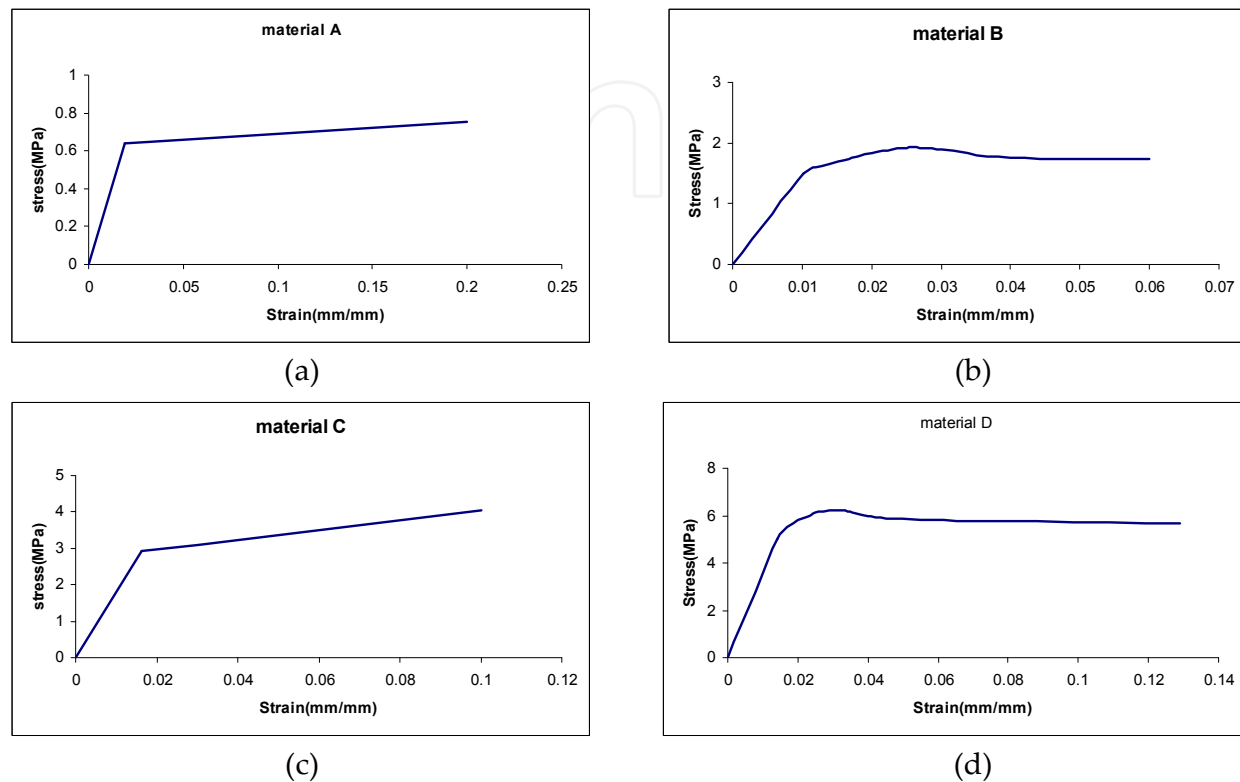 material A
stress(MPa)
1
0.8
0.6
0.4
0.2
0
0 0.05 0.1 0.15 0.2 0.25
Strain(mm/mm)
(a)
material B
Stress(MPa)
3
2
1
0
0 0.01 0.02 0.03 0.04 0.05 0.06 0.07
Strain(mm/mm)
(b)
material C
stress(MPa)
5
4
3
2
1
0
0 0.02 0.04 0.06 0.08 0.1 0.12
Strain(mm/mm)
(c)
material D
Stress(MPa)
8
6
4
2
0
0 0.02 0.04 0.06 0.08 0.1 0.12 0.14
Strain(mm/mm)
(d)